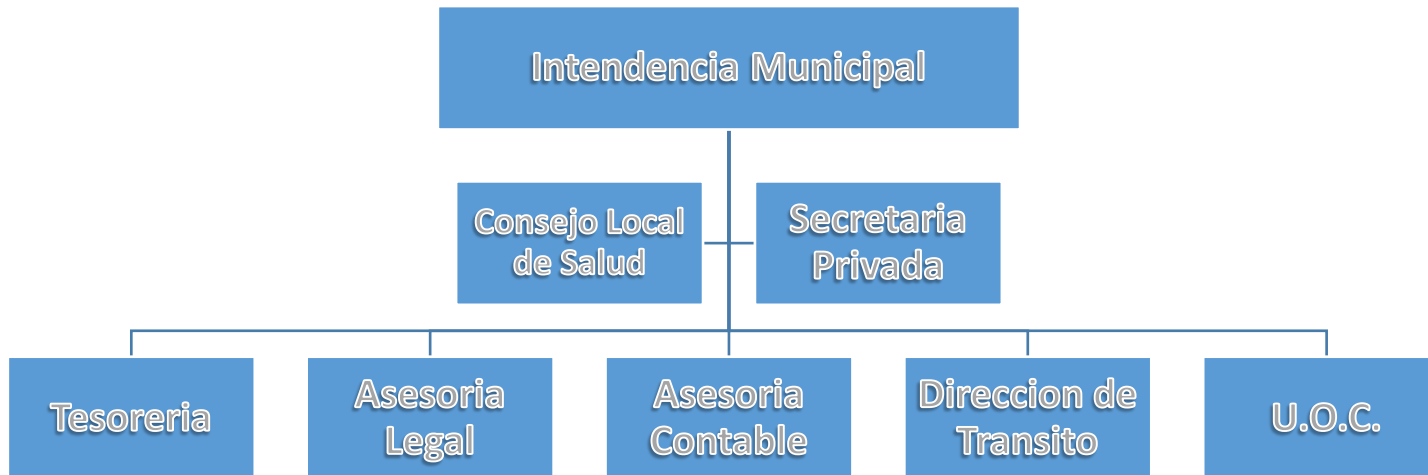 Intendencia Municipal
Consejo Local
de Salud
Secretaria
Privada
Tesoreria
Asesoria
Legal
Asesoria
Contable
Direccion de
Transito
U.O.C.